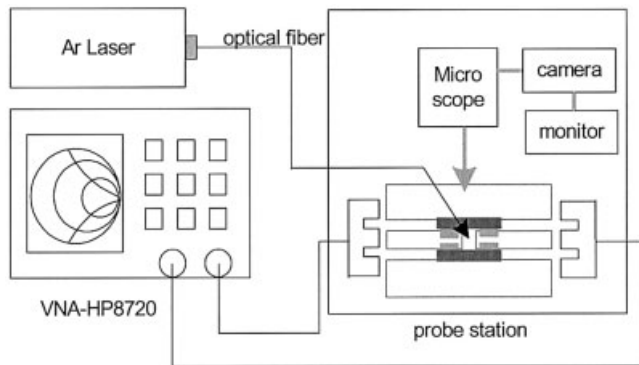 Ar Laser
optical fiber
Micro
scope
camera
monitor
VNA-HP8720
probe station